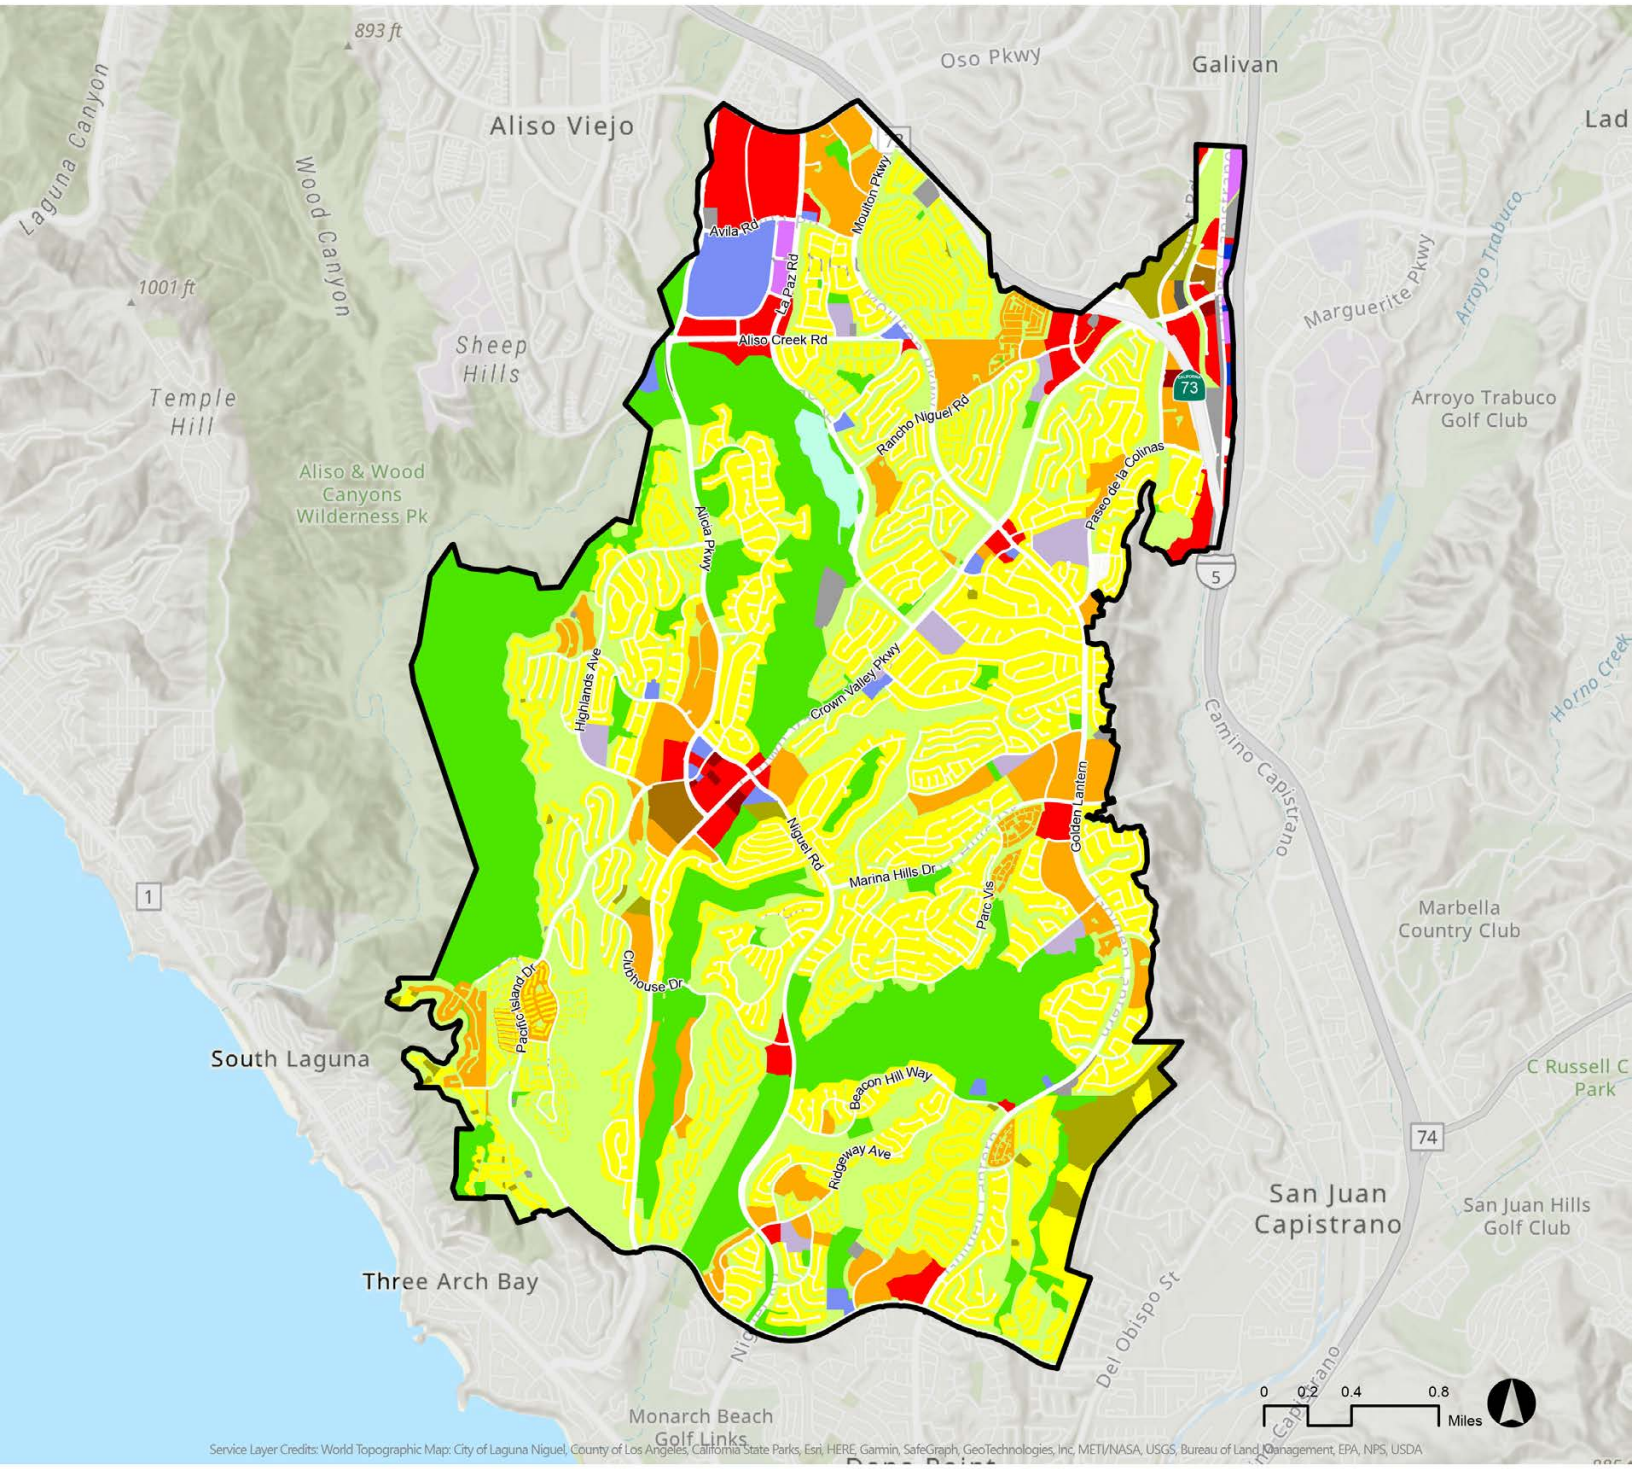 893 ft
Oso Pkwy
Galivan
Laguna Canyon
Aliso Viejo
Lad
73
Wood Canyon
Moulton Pkwy
Avila Rd
La Paz Rd
Arroyo Trabuco
Marguerite Pkwy
1001 ft
Aliso Creek Rd
Sheep
Hills
CALIFORNIA
73
Temple
Hill
Rancho Niguel Rd
Arroyo Trabuco
Golf Club
Paseo de la Colinas
Aliso & Wood
Canyons
Wilderness Pk
Alicia Pkwy
5
Highlands Ave
Crown Valley Pkwy
Horno Creek
Camino Capistrano
Golden Lantern
Niguel Rd
Marina Hills Dr
Parc Vis
1
Marbella
Country Club
Clubhouse Dr
Pacific Island Dr
South Laguna
Beacon Hill Way
C Russell C
Park
74
Ridgeway Ave
San Juan
Capistrano
San Juan Hills
Golf Club
Three Arch Bay
Del Obispo St
0 0.2 0.4 0.8
Miles
Monarch Beach
Golf Links
Service Layer Credits: World Topographic Map: City of Laguna Niguel, County of Los Angeles, California State Parks, Esri, HERE, Garmin, SafeGraph, GeoTechnologies, Inc, METI/NASA, USGS, Bureau of Land Management, EPA, NPS, USDA
Dana Point